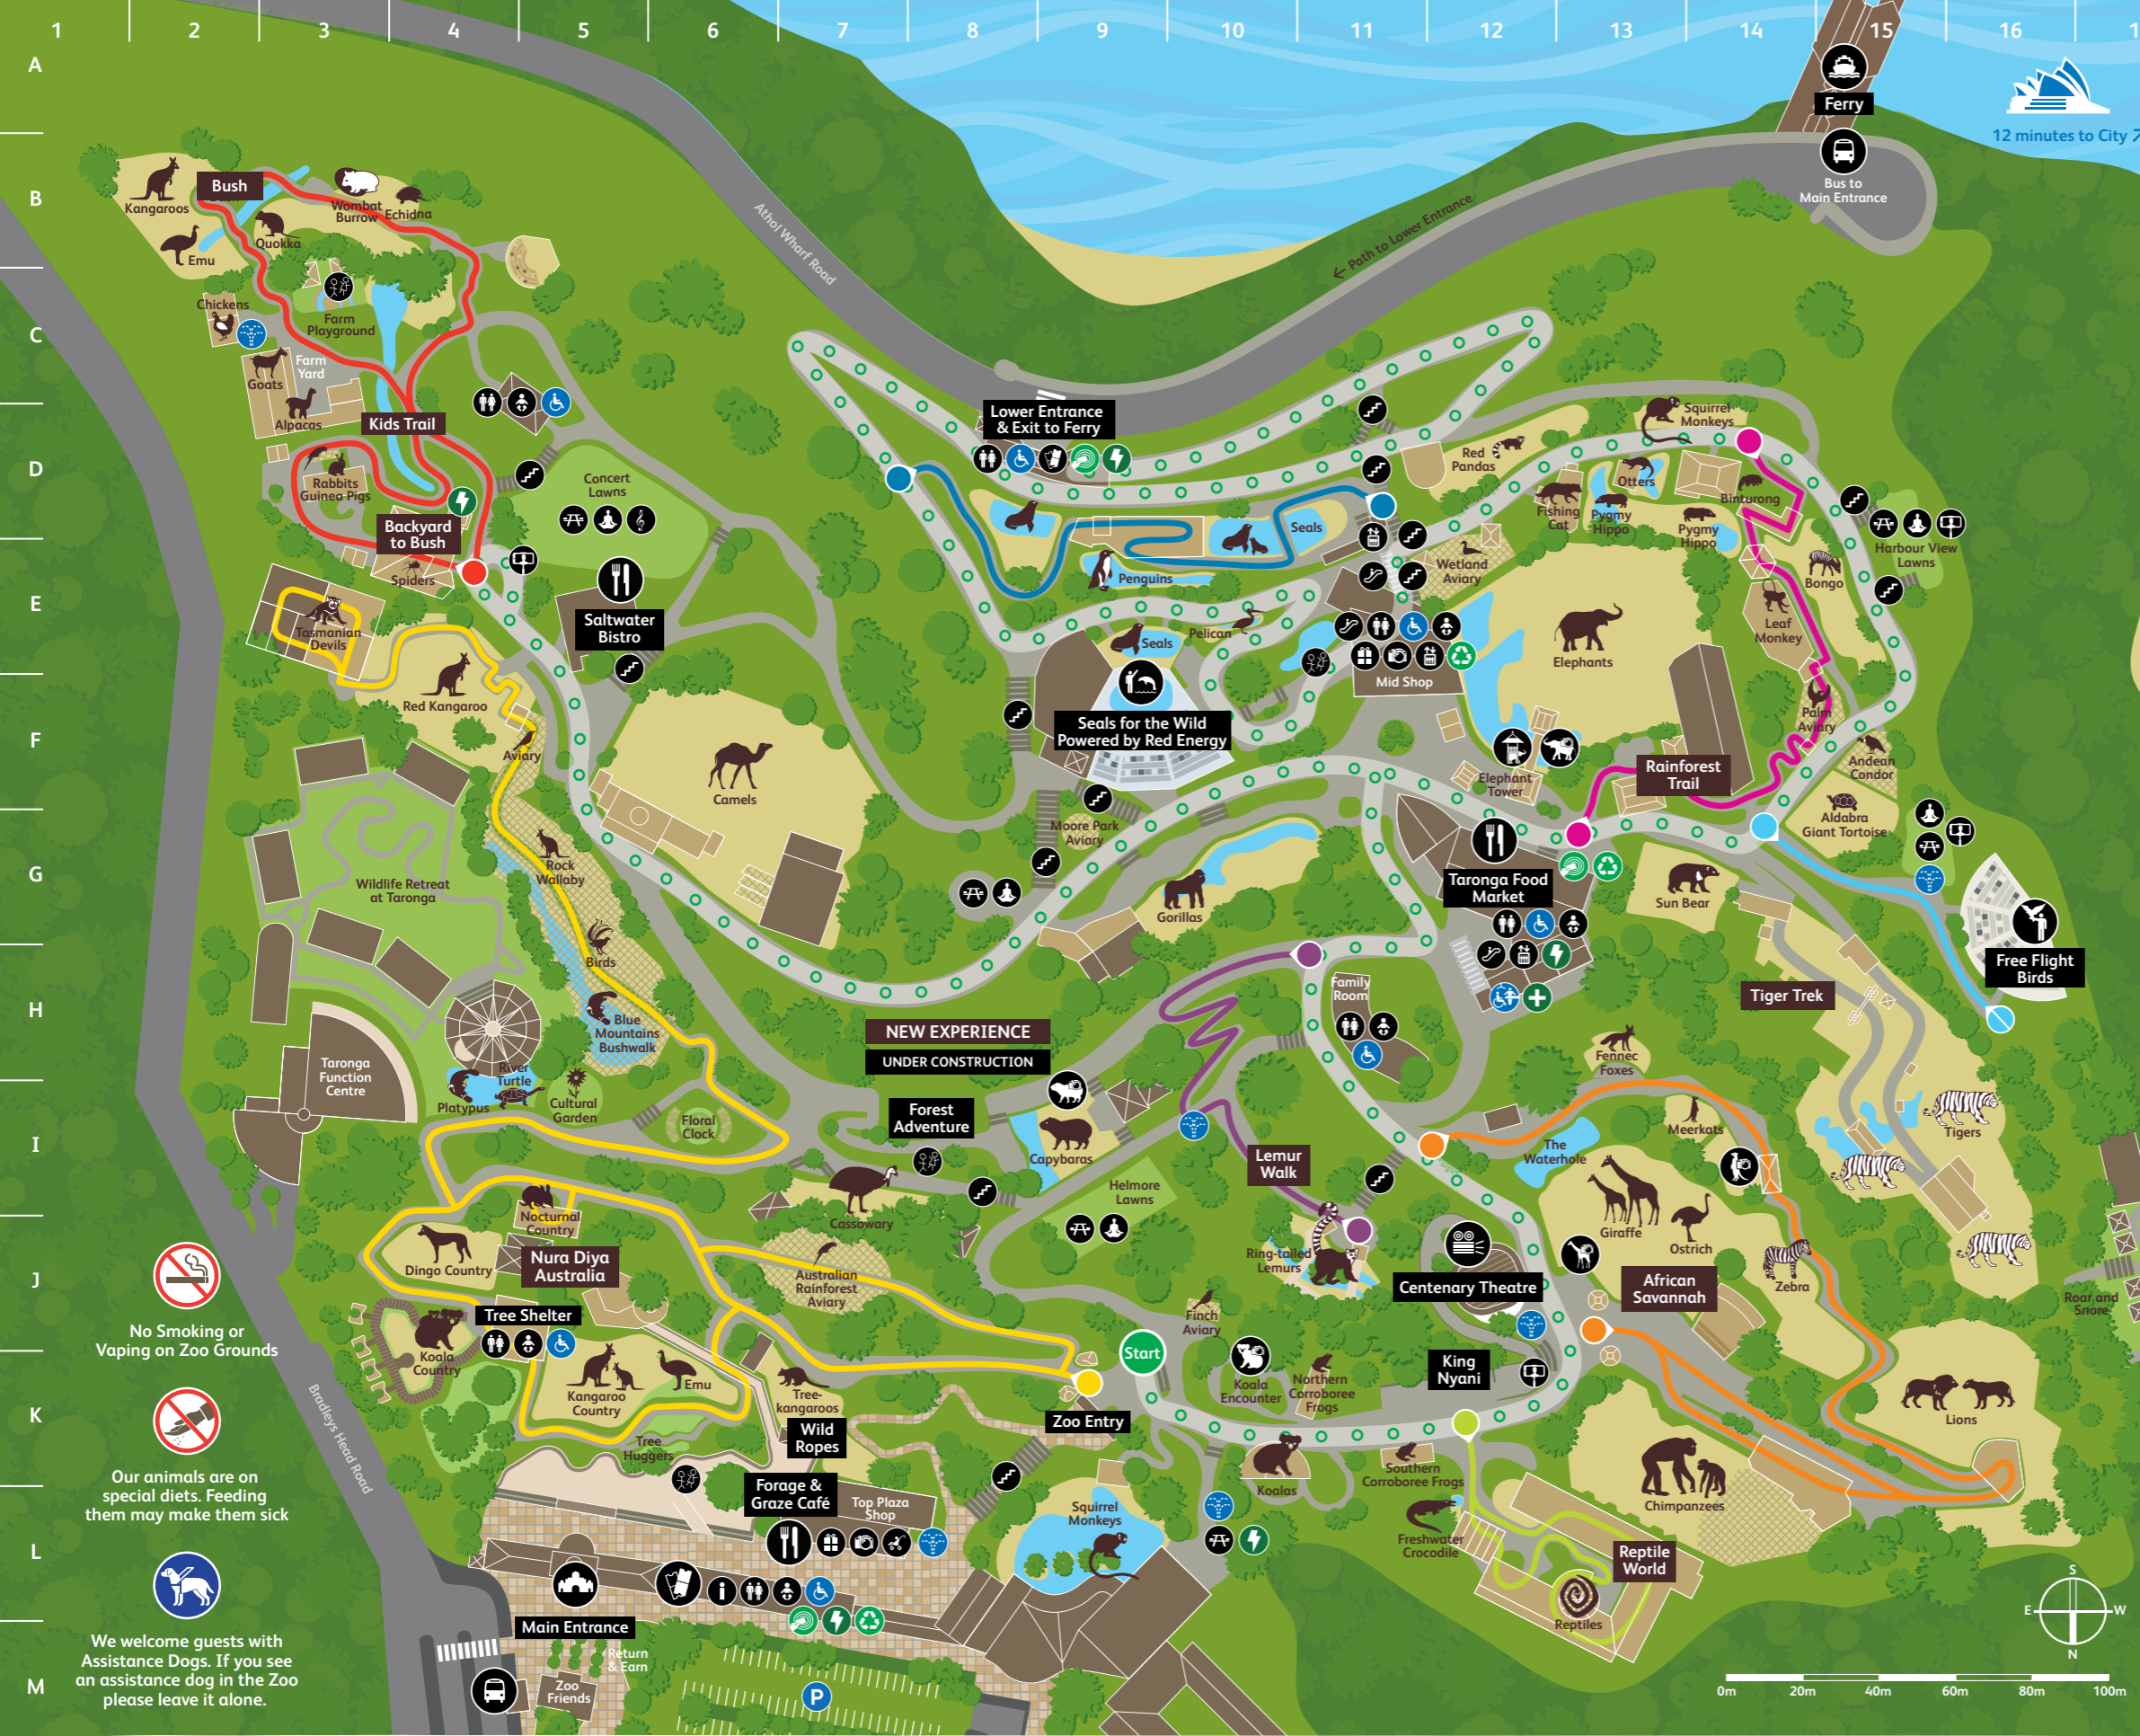 1 2 3 4 5 6 7 8 9 10 11 12 13 14 15 16
A
B
C
D
E
F
G
H
I
J
K
L
M
Ferry
12 minutes to City
Bus to
Main Entrance
Path to Lower Entrance
Athol Wharf Road
Bush
Kangaroos
Emu
Quokka
Wombat
Burrow
Echidna
Chickens
Farm
Playground
Farm
Yard
Goats
Alpacas
Kids Trail
Rabbits
Guinea Pigs
Backyard
to Bush
Spiders
Concert
Lawns
Saltwater
Bistro
Tasmanian
Devils
Red Kangaroo
Aviary
Camels
Rock
Wallaby
Wildlife Retreat
at Taronga
Birds
Blue
Mountains
Bushwalk
Lower Entrance
& Exit to Ferry
Seals
Penguins
Pelican
Seals
Seals for the Wild
Powered by Red Energy
Moore Park
Aviary
Gorillas
Mid Shop
Wetland
Aviary
Red
Pandas
Fishing
Cat
Otters
Pygmy
Hippo
Squirrel
Monkeys
Binturong
Pygmy
Hippo
Harbour View
Lawns
Bongo
Leaf
Monkey
Elephants
Palm
Aviary
Andean
Condor
Elephant
Tower
Rainforest
Trail
Aldabra
Giant Tortoise
Taronga Food
Market
Sun Bear
Free Flight
Birds
Tiger Trek
Family
Room
Fennec
Foxes
NEW EXPERIENCE
UNDER CONSTRUCTION
Taronga
Function
Centre
River
Turtle
Platypus
Cultural
Garden
Floral
Clock
Forest
Adventure
Capybaras
Cassowary
Helmore
Lawns
Lemur
Walk
Ring-tailed
Lemurs
The
Waterhole
Meerkats
Tigers
Giraffe
Ostrich
Zebra
African
Savannah
Roar and
Snore
Nocturnal
Country
Dingo Country
Nura Diya
Australia
Australian
Rainforest
Aviary
Tree Shelter
Koala
Country
Kangaroo
Country
Emu
Tree-
kangaroos
Tree
Huggers
Wild
Ropes
Start
Zoo Entry
Finch
Aviary
Koala
Encounter
Northern
Corroboree
Frogs
Centenary Theatre
King
Nyani
Lions
Koalas
Southern
Corroboree Frogs
Chimpanzees
Freshwater
Crocodile
Reptile
World
Reptiles
Forage &
Graze Café
Top Plaza
Shop
Squirrel
Monkeys
Main Entrance
Return
& Earn
Zoo
Friends
P
Bradleys Head Road
No Smoking or
Vaping on Zoo Grounds
Our animals are on
special diets. Feeding
them may make them sick
We welcome guests with
Assistance Dogs. If you see
an assistance dog in the Zoo
please leave it alone.
S
E W
N
0m 20m 40m 60m 80m 100m